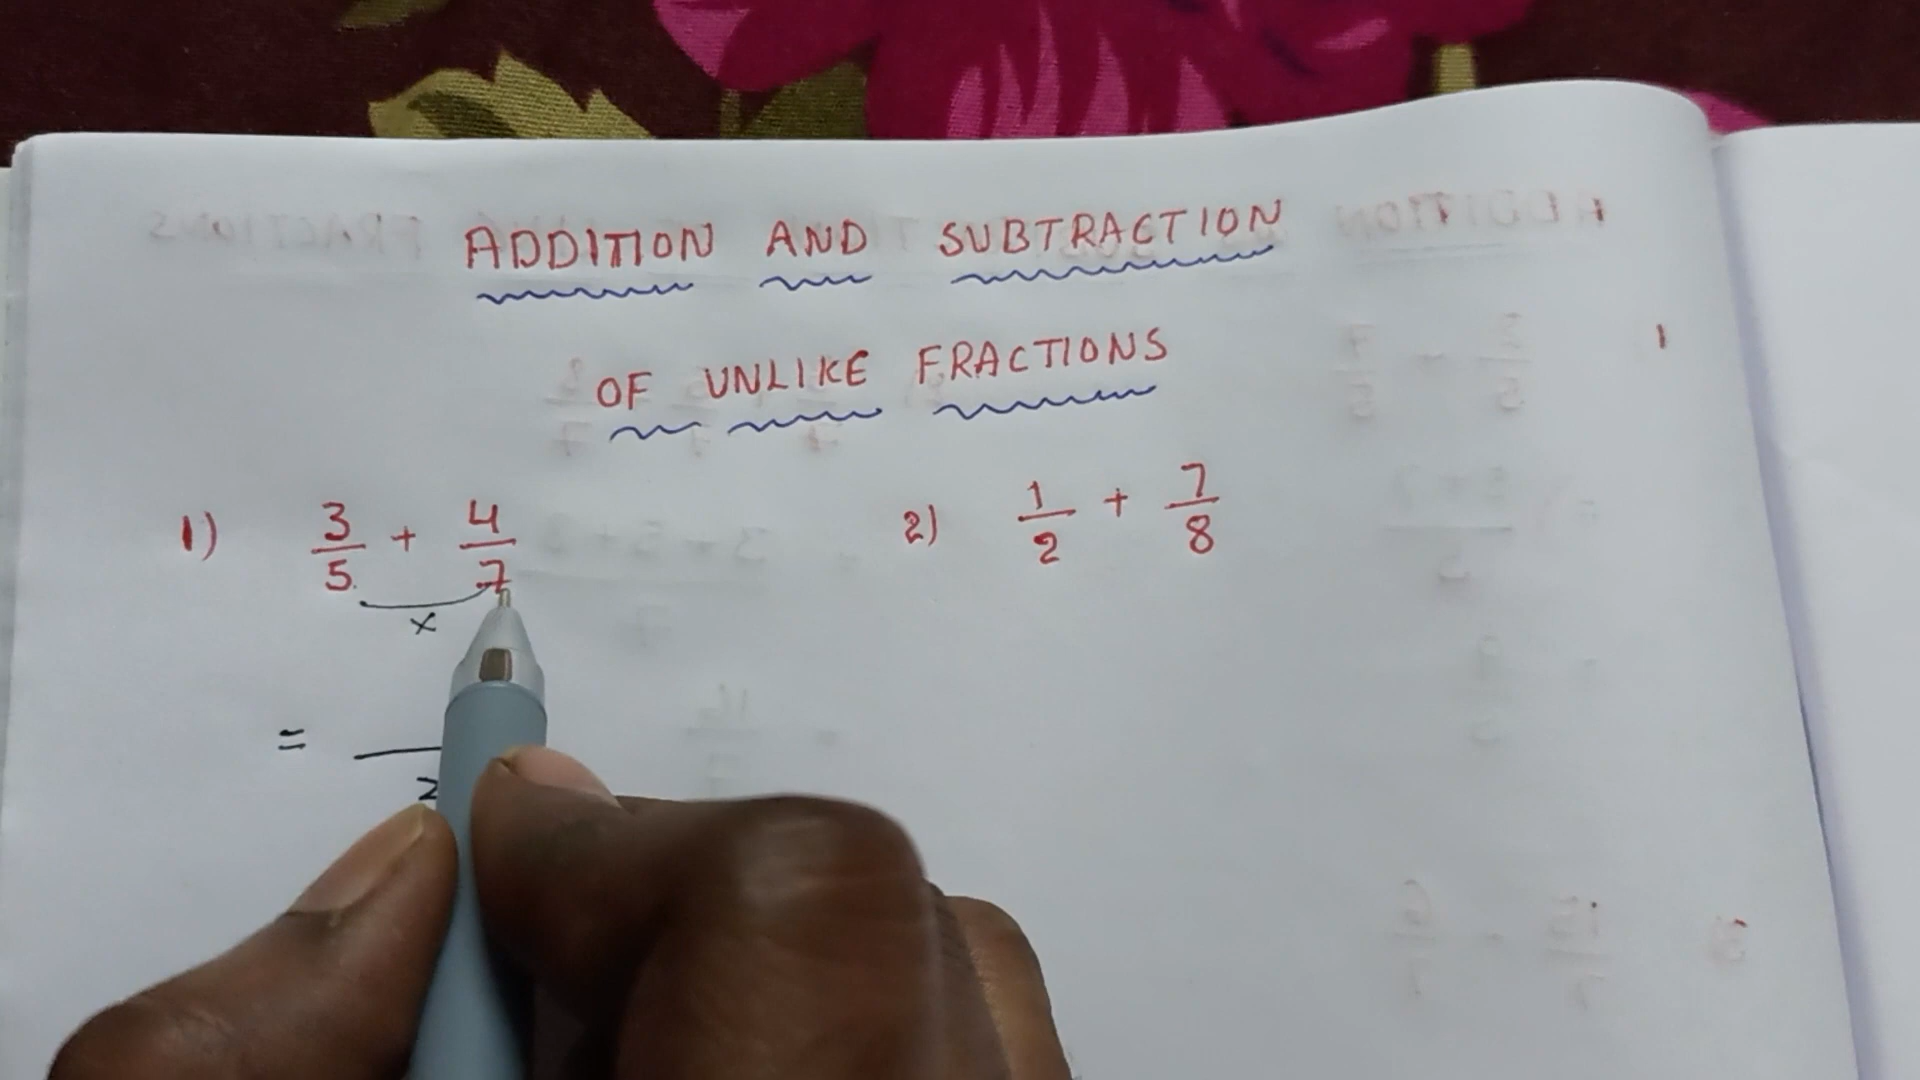 ADDITION AND SUBTRACTION
OF UNLIKE FRACTIONS
1) 3/5 + 4/7
×
=
2) 1/2 + 7/8